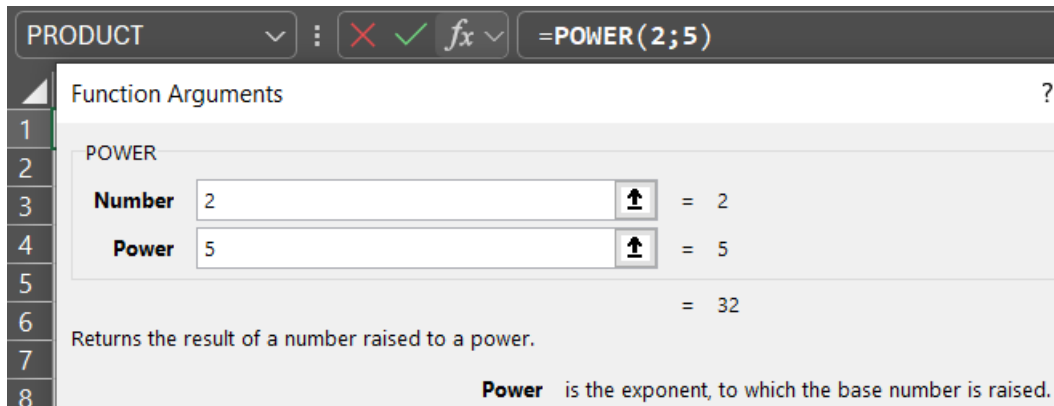 PRODUCT fx =POWER(2;5)
Function Arguments ?
1
POWER
2
3 Number 2 = 2
4 Power 5 = 5
5
= 32
6
Returns the result of a number raised to a power.
7
8 Power is the exponent, to which the base number is raised.